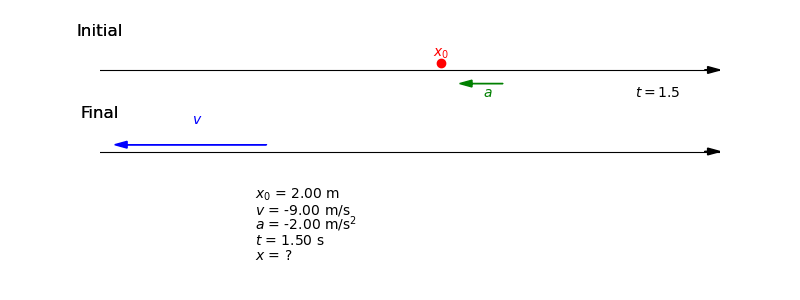 Initial
x₀
a
t = 1.5
Final
v
x₀ = 2.00 m
v = -9.00 m/s
a = -2.00 m/s²
t = 1.50 s
x = ?